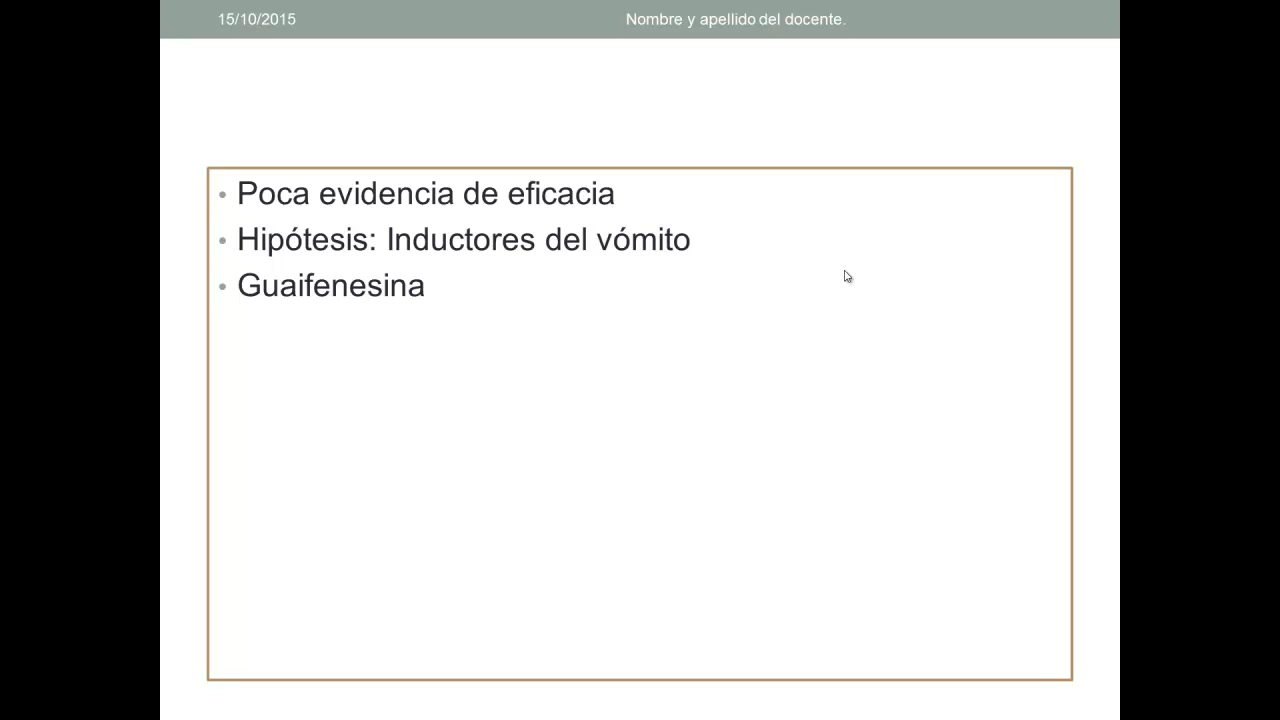 15/10/2015 Nombre y apellido del docente.
• Poca evidencia de eficacia
• Hipótesis: Inductores del vómito
• Guaifenesina